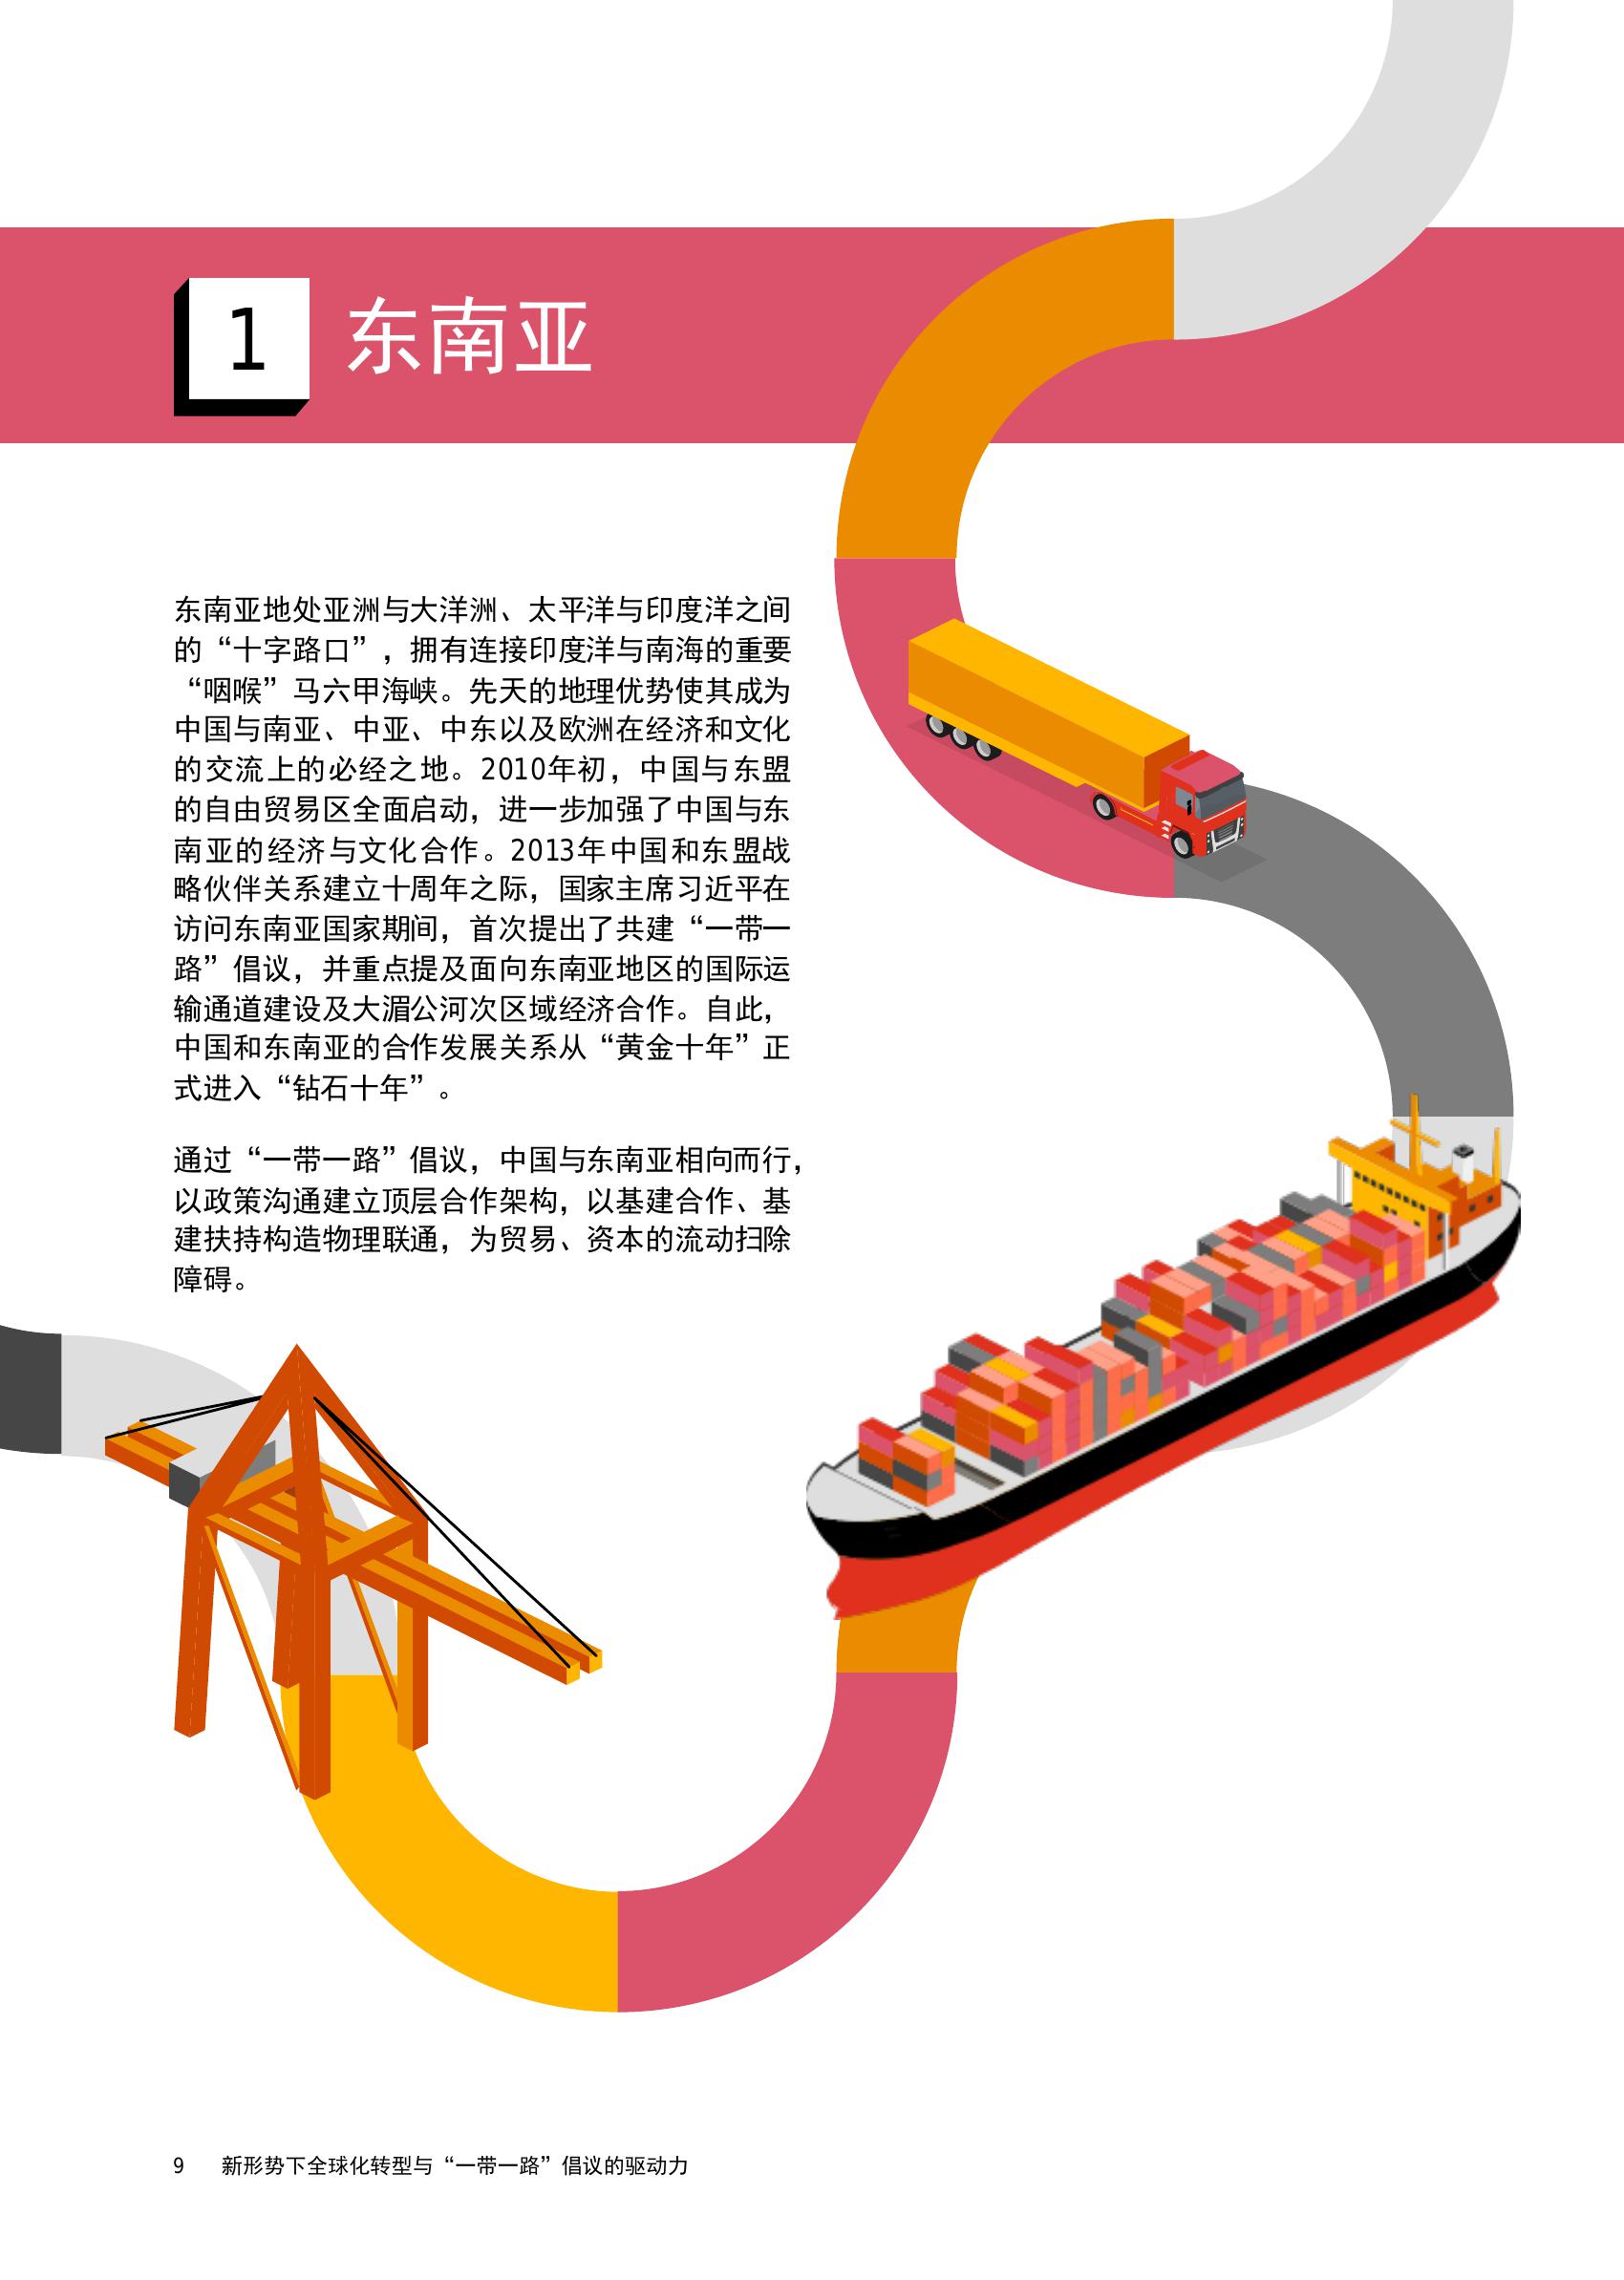 1 东南亚
东南亚地处亚洲与大洋洲、太平洋与印度洋之间
的“十字路口”，拥有连接印度洋与南海的重要
“咽喉”马六甲海峡。先天的地理优势使其成为
中国与南亚、中亚、中东以及欧洲在经济和文化
的交流上的必经之地。2010年初，中国与东盟
的自由贸易区全面启动，进一步加强了中国与东
南亚的经济与文化合作。2013年中国和东盟战
略伙伴关系建立十周年之际，国家主席习近平在
访问东南亚国家期间，首次提出了共建“一带一
路”倡议，并重点提及面向东南亚地区的国际运
输通道建设及大湄公河次区域经济合作。自此，
中国和东南亚的合作发展关系从“黄金十年”正
式进入“钻石十年”。
通过“一带一路”倡议，中国与东南亚相向而行，
以政策沟通建立顶层合作架构，以基建合作、基
建扶持构造物理联通，为贸易、资本的流动扫除
障碍。
9 新形势下全球化转型与“一带一路”倡议的驱动力